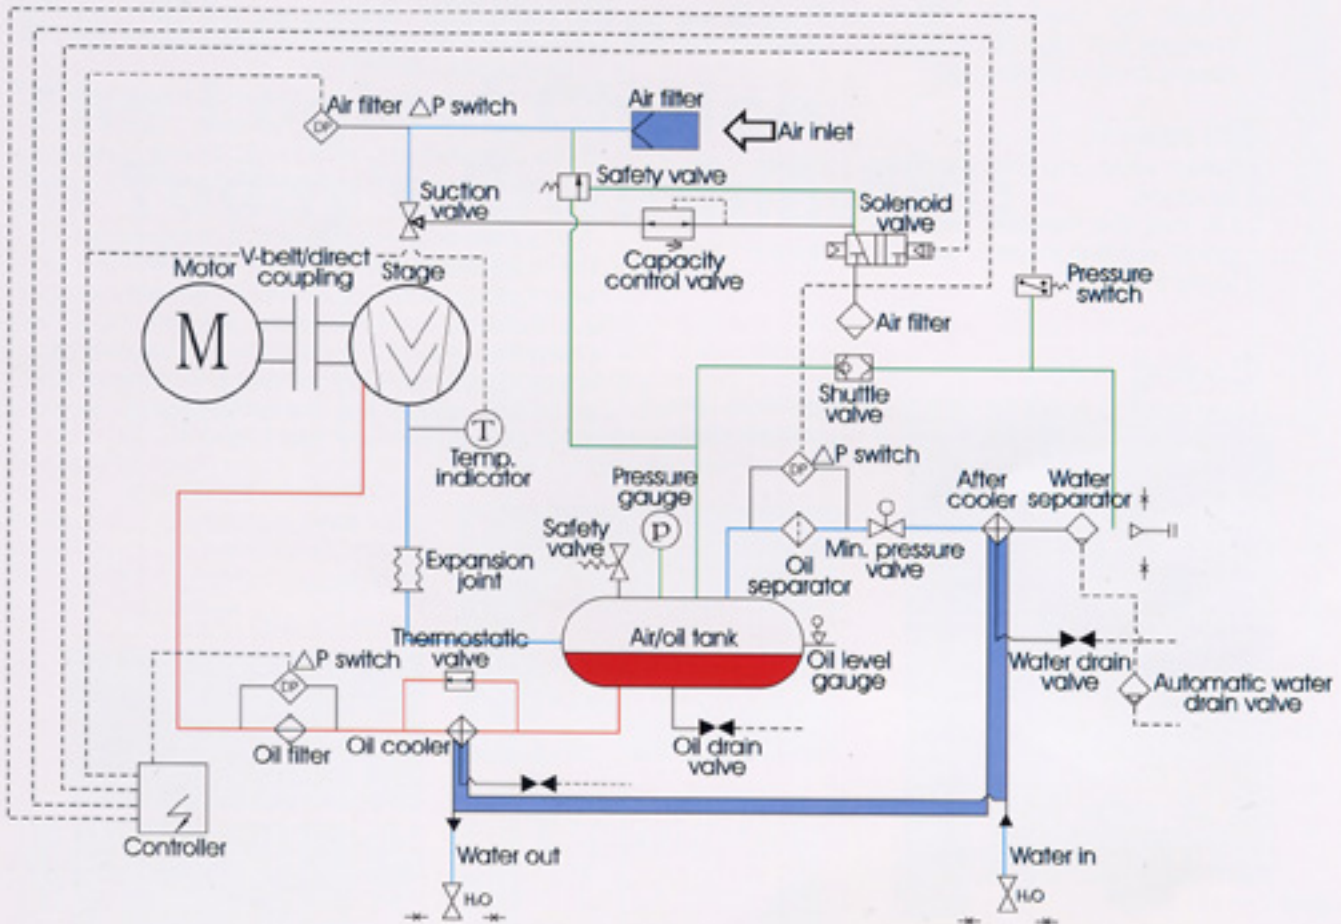 Air filter △P switch
DP
Air filter
Air inlet
Safety valve
Suction
valve
Solenoid
valve
Capacity
control valve
Motor
V-belt/direct
coupling
Stage
M
Pressure
switch
Air filter
Shuttle
valve
T
Temp.
indicator
Pressure
gauge
P
DP
△P switch
After
cooler
Water
separator
Safety
valve
Expansion
joint
Oil
separator
Min. pressure
valve
Air/oil tank
Thermostatic
valve
△P switch
DP
Oil level
gauge
Water drain
valve
Automatic water
drain valve
Oil filter
Oil cooler
Oil drain
valve
Controller
Water out
Water in
H₂O
H₂O